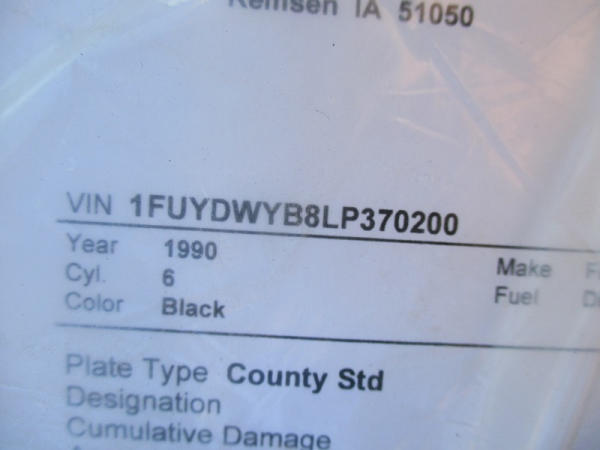 Remsen IA 51050
VIN 1FUYDWYB8LP370200
Year 1990 Make
Cyl. 6 Fuel
Color Black
Plate Type County Std
Designation
Cumulative Damage